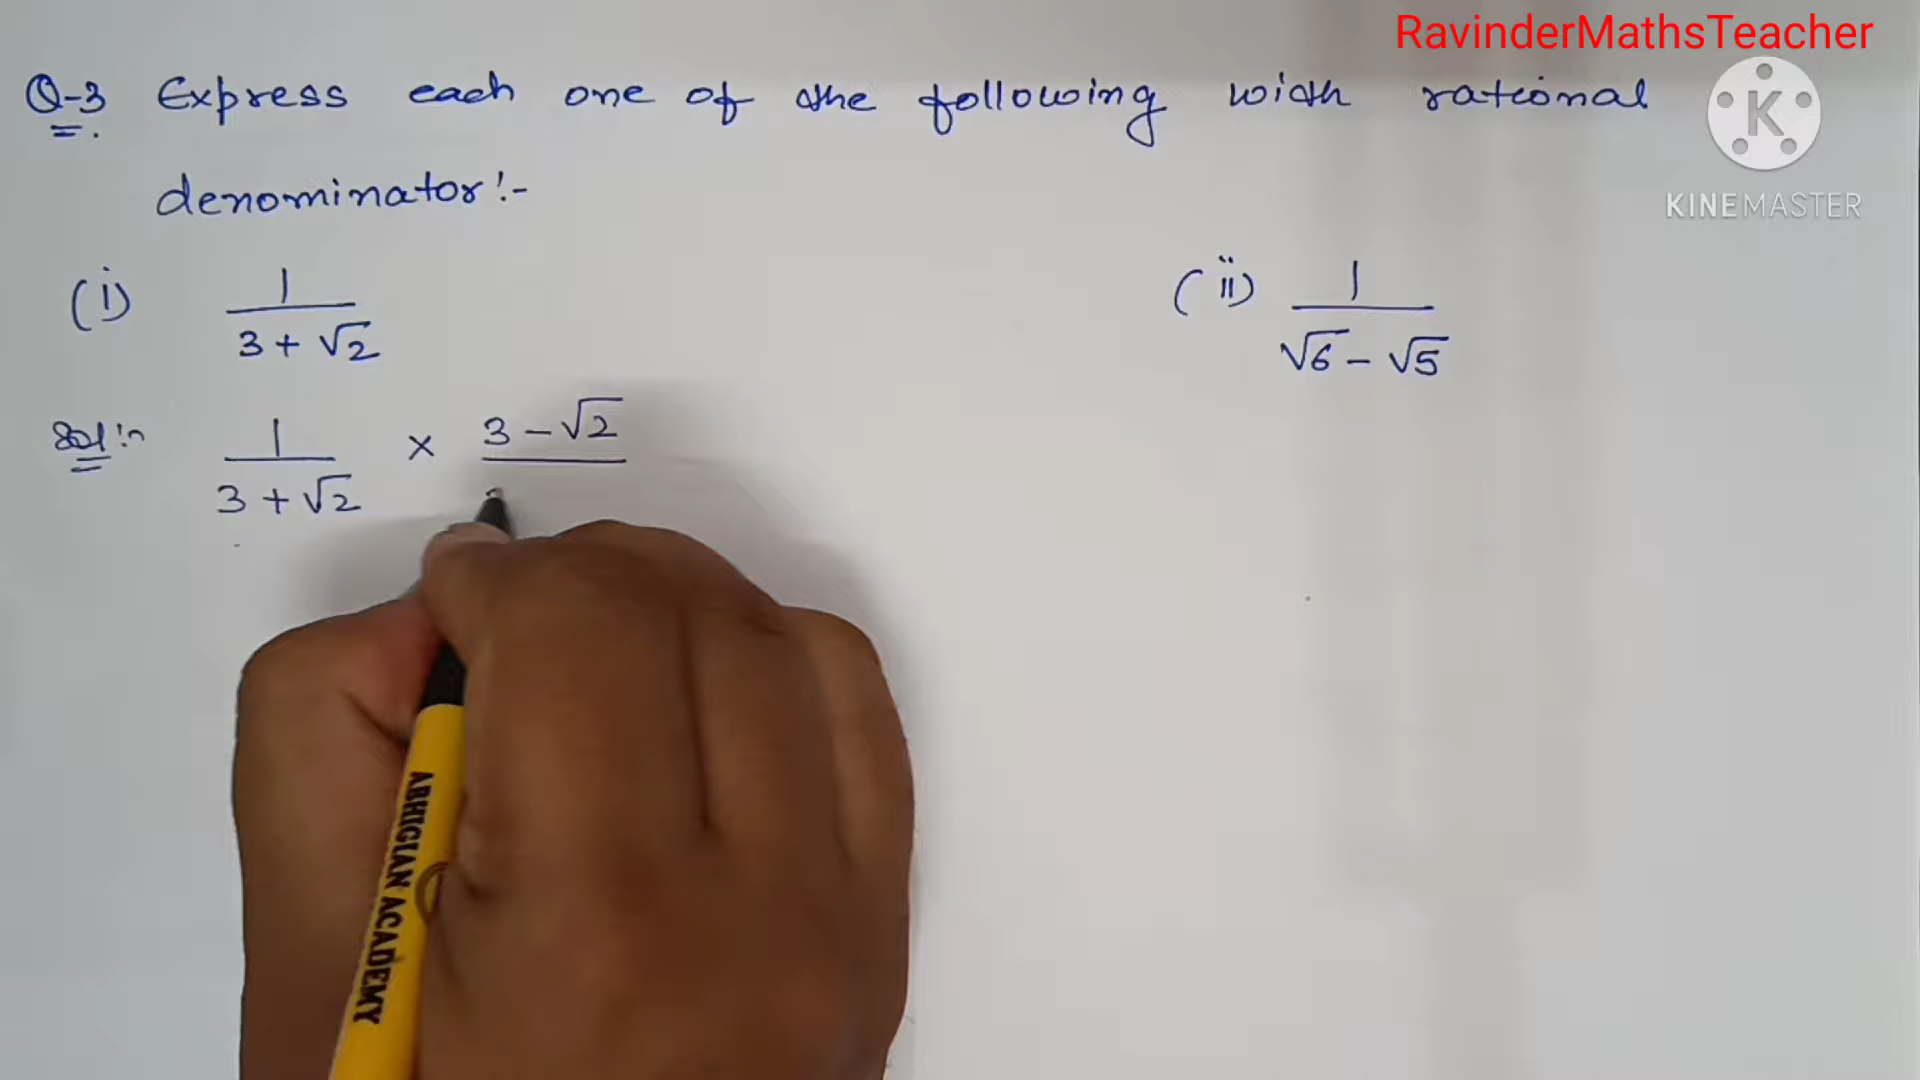 RavinderMathsTeacher
Q-3 Express each one of the following with rational
KINEMASTER
denominator:-
(i) 1 / 3 + √2
(ii) 1 / √6 - √5
Sol:n 1 / 3 + √2 × 3 - √2
ABHIGIAN ACADEMY